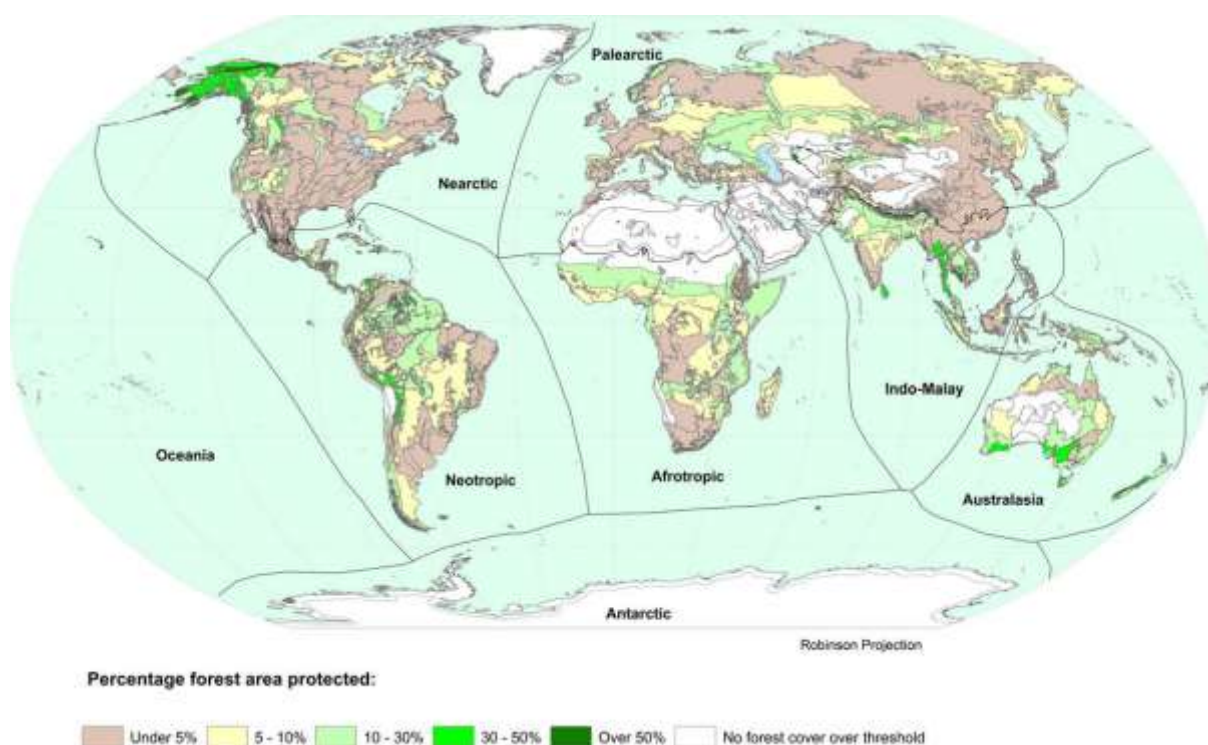 Palearctic
Nearctic
Indo-Malay
Oceania
Neotropic
Afrotropic
Australasia
Antarctic
Robinson Projection
Percentage forest area protected:
Under 5% 5 - 10% 10 - 30% 30 - 50% Over 50% No forest cover over threshold